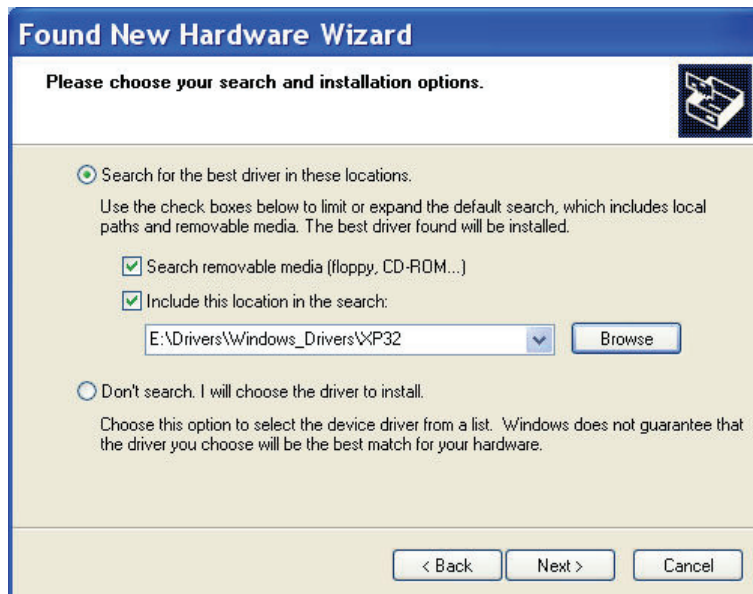 Found New Hardware Wizard
Please choose your search and installation options.
Search for the best driver in these locations.
Use the check boxes below to limit or expand the default search, which includes local
paths and removable media. The best driver found will be installed.
Search removable media (floppy, CD-ROM...)
Include this location in the search:
E:\Drivers\Windows_Drivers\XP32
Browse
Don't search. I will choose the driver to install.
Choose this option to select the device driver from a list. Windows does not guarantee that
the driver you choose will be the best match for your hardware.
< Back Next > Cancel